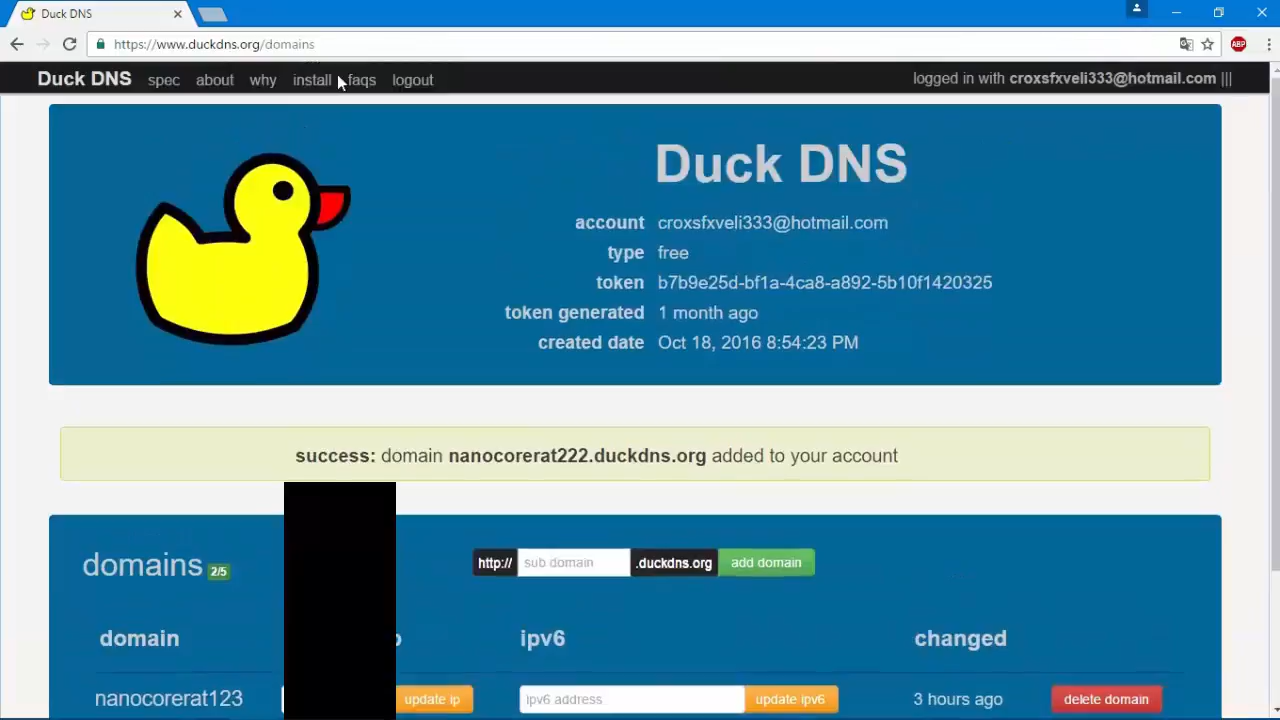 Duck DNS
https://www.duckdns.org/domains
ABP
Duck DNS spec about why install faqs logout logged in with croxsfxveli333@hotmail.com |||
Duck DNS
account croxsfxveli333@hotmail.com
type free
token b7b9e25d-bf1a-4ca8-a892-5b10f1420325
token generated 1 month ago
created date Oct 18, 2016 8:54:23 PM
success: domain nanocorerat222.duckdns.org added to your account
domains 2/5 http:// sub domain .duckdns.org add domain
domain ipv6 changed
nanocorerat123 update ip ipv6 address update ipv6 3 hours ago delete domain